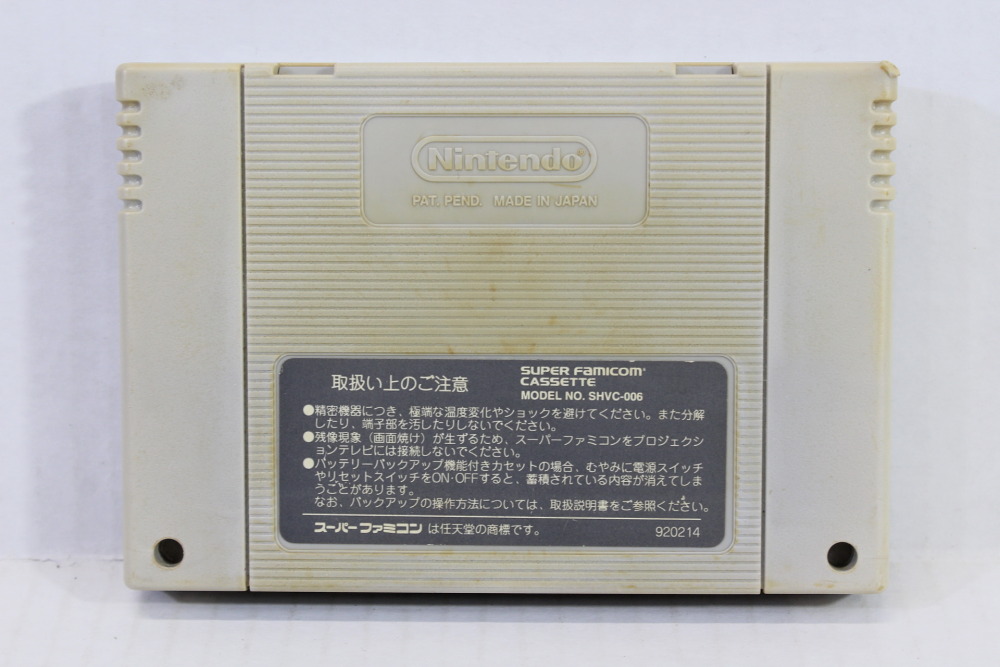 Nintendo®
PAT. PEND. MADE IN JAPAN
取扱い上のご注意
SUPER FAMICOM®
CASSETTE
MODEL NO. SHVC-006
●精密機器につき、極端な温度変化やショックを避けてください。また分解
したり、端子部を汚したりしないでください。
●残像現象（画面焼け）が生ずるため、スーパーファミコンをプロジェクシ
ョンテレビには接続しないでください。
●バッテリーバックアップ機能付きカセットの場合、むやみに電源スイッチ
やリセットスイッチをON・OFFすると、蓄積されている内容が消えてしま
うことがあります。
なお、バックアップの操作方法については、取扱説明書をご参照ください。
スーパーファミコンは任天堂の商標です。
920214